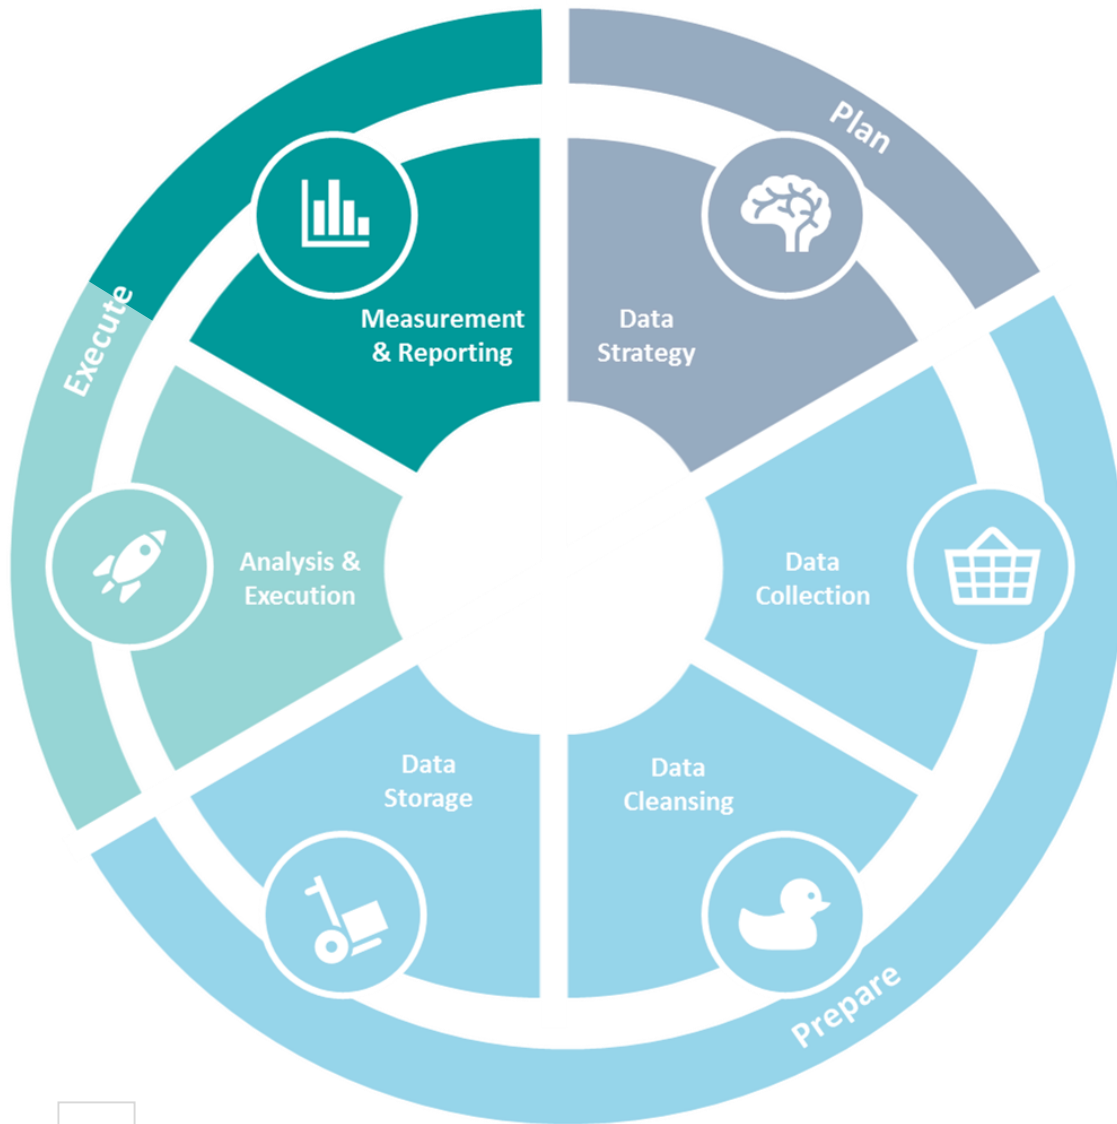 Plan
Data
Strategy
Data
Collection
Data
Cleansing
Prepare
Data
Storage
Analysis &
Execution
Execute
Measurement
& Reporting